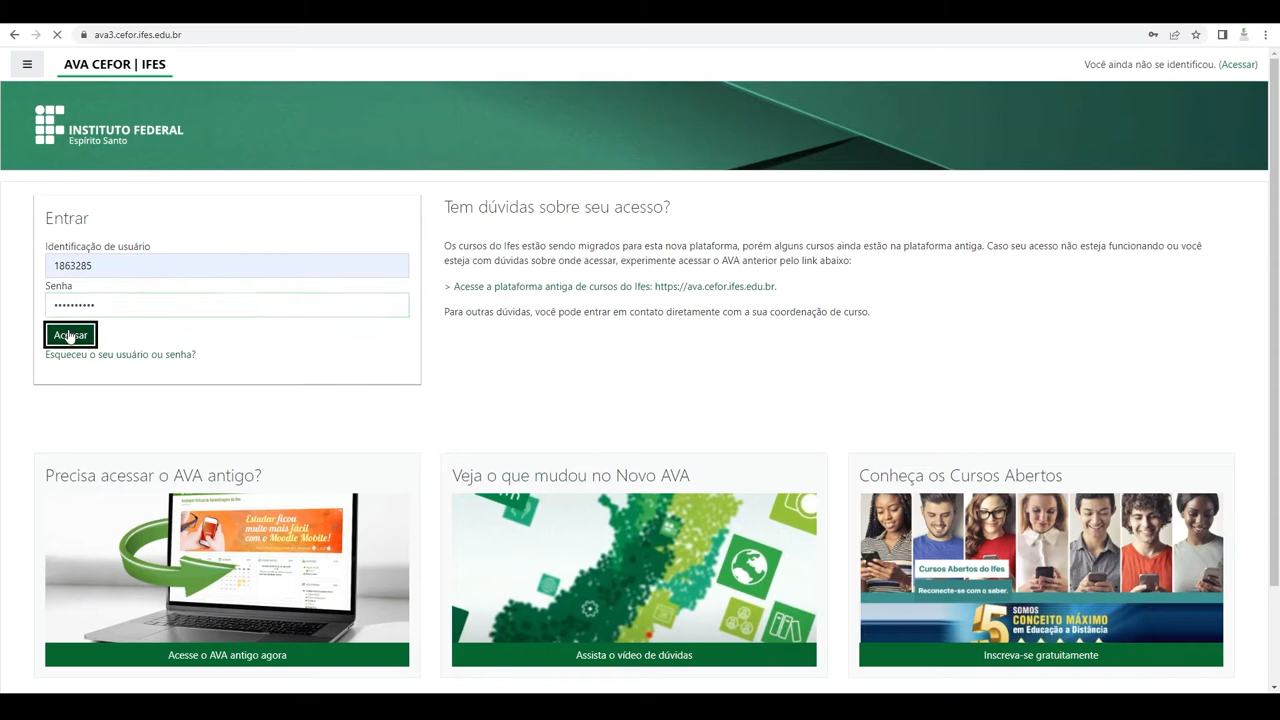 ava3.cefor.ifes.edu.br
AVA CEFOR | IFES
Você ainda não se identificou. (Acessar)
INSTITUTO FEDERAL
Espírito Santo
Entrar
Identificação de usuário
1863285
Senha
••••••••••
Acessar
Esqueceu o seu usuário ou senha?
Tem dúvidas sobre seu acesso?
Os cursos do Ifes estão sendo migrados para esta nova plataforma, porém alguns cursos ainda estão na plataforma antiga. Caso seu acesso não esteja funcionando ou você
esteja com dúvidas sobre onde acessar, experimente acessar o AVA anterior pelo link abaixo:
> Acesse a plataforma antiga de cursos do Ifes: https://ava.cefor.ifes.edu.br.
Para outras dúvidas, você pode entrar em contato diretamente com a sua coordenação de curso.
Precisa acessar o AVA antigo?
Estudar ficou
muito mais fácil
com o Moodle Mobile!
Acesse o AVA antigo agora
Veja o que mudou no Novo AVA
Assista o vídeo de dúvidas
Conheça os Cursos Abertos
Cursos Abertos do Ifes
Reconecte-se com o saber.
5 SOMOS
CONCEITO MÁXIMO
em Educação a Distância
Inscreva-se gratuitamente